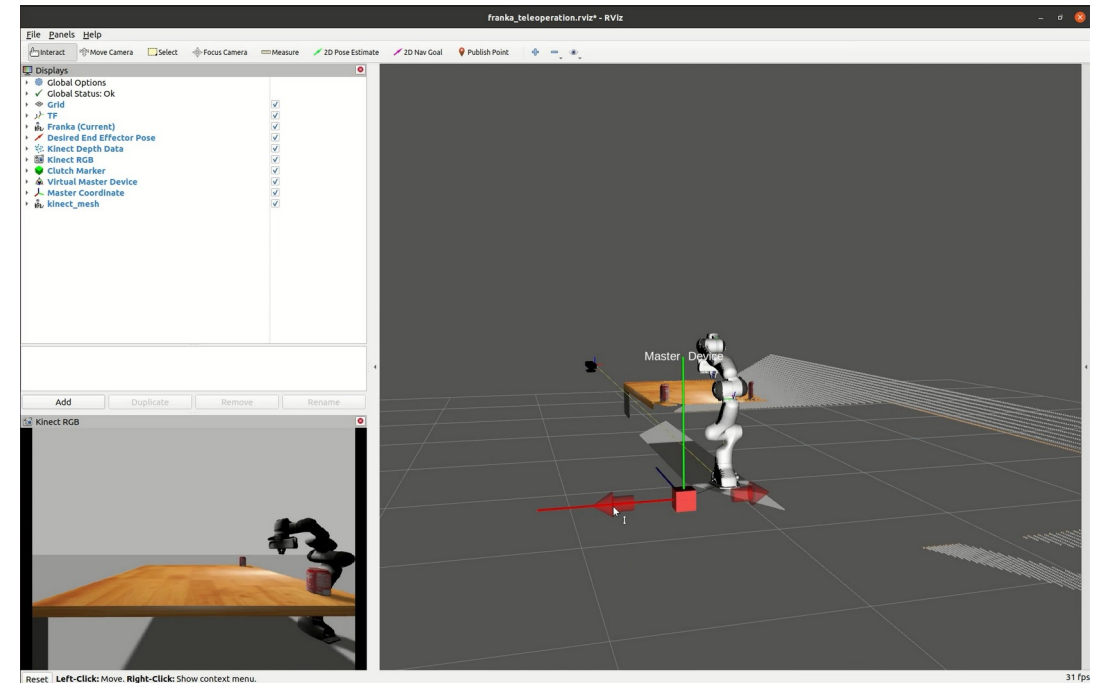 franka_teleoperation.rviz* - RViz
File Panels Help
Interact Move Camera Select Focus Camera Measure 2D Pose Estimate 2D Nav Goal Publish Point
Displays
Global Options
Global Status: Ok
Grid
TF
Franka (Current)
Desired End Effector Pose
Kinect Depth Data
Kinect RGB
Clutch Marker
Virtual Master Device
Master Coordinate
kinect_mesh
Master Device
Add Duplicate Remove Rename
Kinect RGB
Reset Left-Click: Move. Right-Click: Show context menu. 31 fps